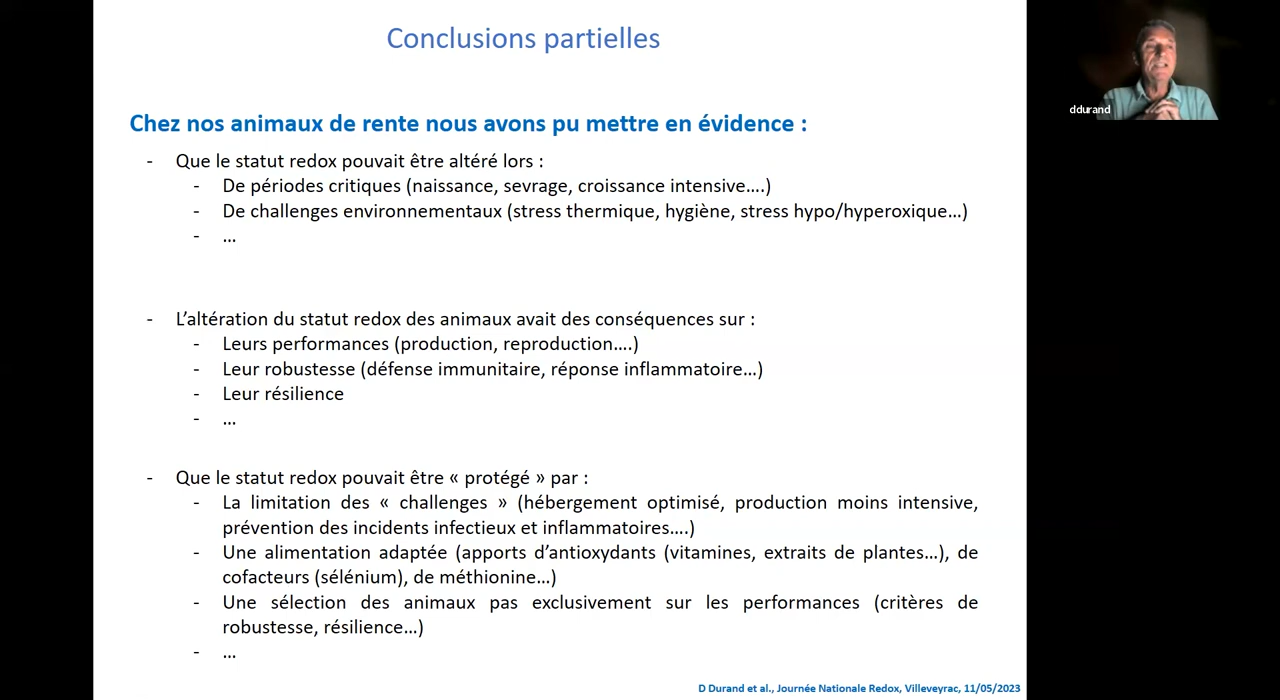 Conclusions partielles
ddurand
Chez nos animaux de rente nous avons pu mettre en évidence :
- Que le statut redox pouvait être altéré lors :
- De périodes critiques (naissance, sevrage, croissance intensive….)
- De challenges environnementaux (stress thermique, hygiène, stress hypo/hyperoxique…)
- …
- L’altération du statut redox des animaux avait des conséquences sur :
- Leurs performances (production, reproduction….)
- Leur robustesse (défense immunitaire, réponse inflammatoire…)
- Leur résilience
- …
- Que le statut redox pouvait être « protégé » par :
- La limitation des « challenges » (hébergement optimisé, production moins intensive,
prévention des incidents infectieux et inflammatoires….)
- Une alimentation adaptée (apports d’antioxydants (vitamines, extraits de plantes…), de
cofacteurs (sélénium), de méthionine…)
- Une sélection des animaux pas exclusivement sur les performances (critères de
robustesse, résilience…)
- …
D Durand et al., Journée Nationale Redox, Villeveyrac, 11/05/2023